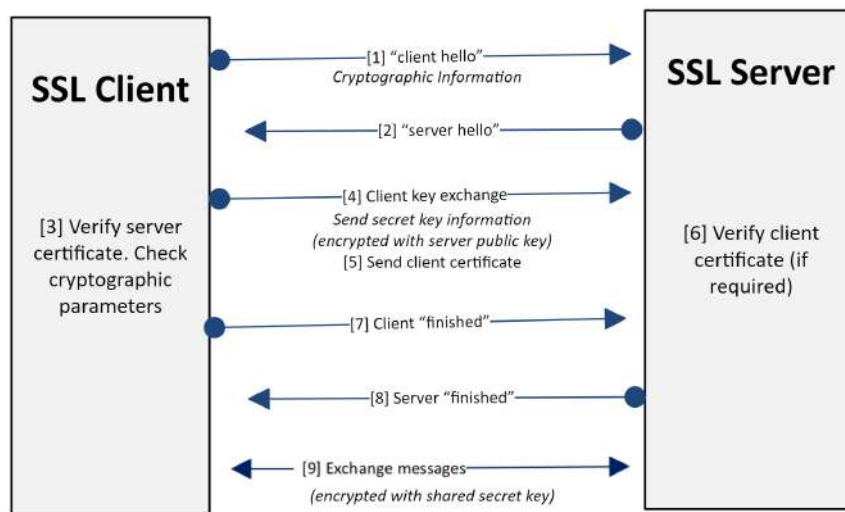 SSL Client
SSL Server
[1] “client hello”
Cryptographic Information
[2] “server hello”
[3] Verify server
certificate. Check
cryptographic
parameters
[4] Client key exchange
Send secret key information
(encrypted with server public key)
[5] Send client certificate
[6] Verify client
certificate (if
required)
[7] Client “finished”
[8] Server “finished”
[9] Exchange messages
(encrypted with shared secret key)